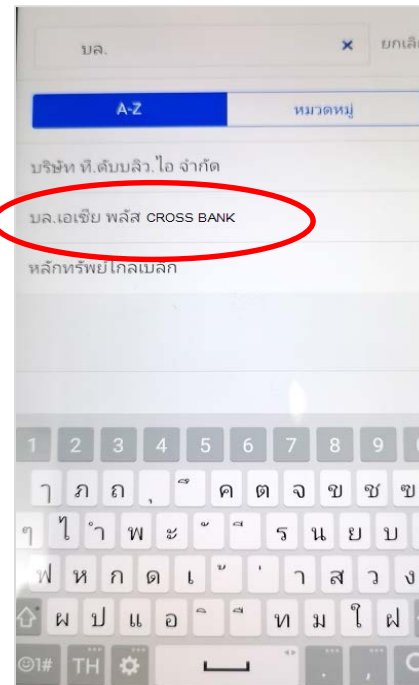 บล.
× ยกเลิ
A-Z หมวดหมู่
บริษัท ที.ดับบลิว.ไอ จำกัด
บล.เอเซีย พลัส CROSS BANK
หลักทรัพย์ไกลเบลัก
1 2 3 4 5 6 7 8 9
ๅ ภ ถ ุ ึ ค ต จ ข ช ข
ๆ ไ ำ พ ะ ั ี ร น ย บ
ฟ ห ก ด เ ้ ่ า ส ว ง
ผ ป แ อ ิ ื ท ม ใ ฝ
1# TH . ,